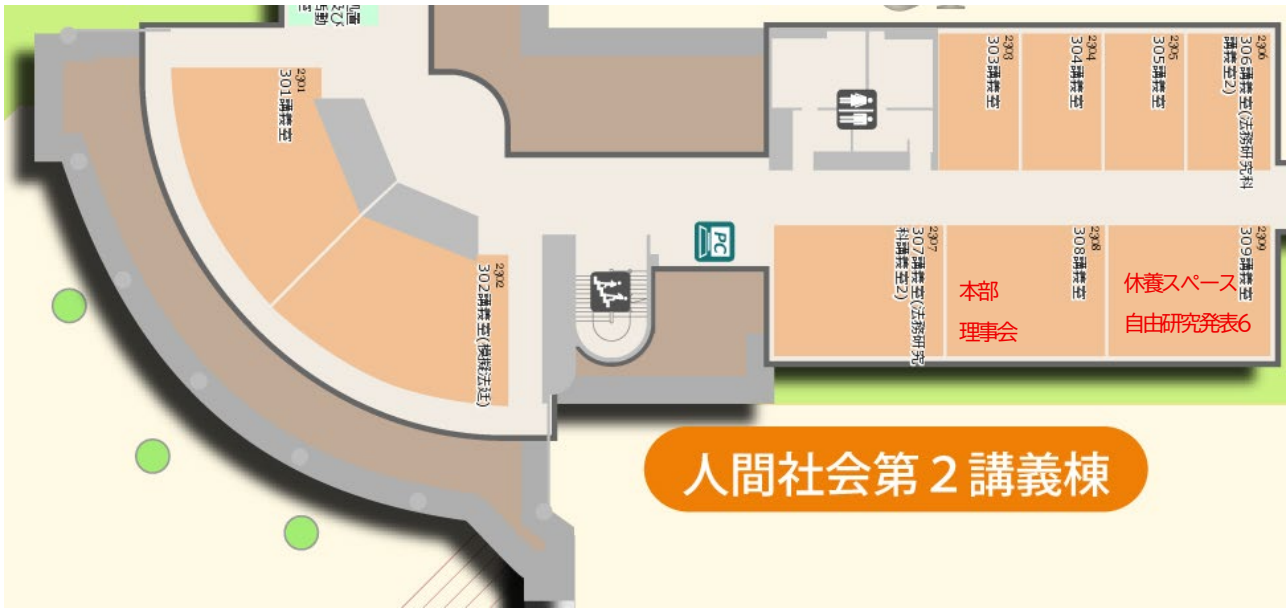 2301
301講義室
2302
302講義室(模擬法廷)
2303
303講義室
2304
304講義室
2305
305講義室
2306
306講義室(法務研究科
講義室2)
PC
2307
307講義室(法務研究
科講義室2)
2308
308講義室
本部
理事会
2309
309講義室
休養スペース
自由研究発表6
人間社会第2講義棟